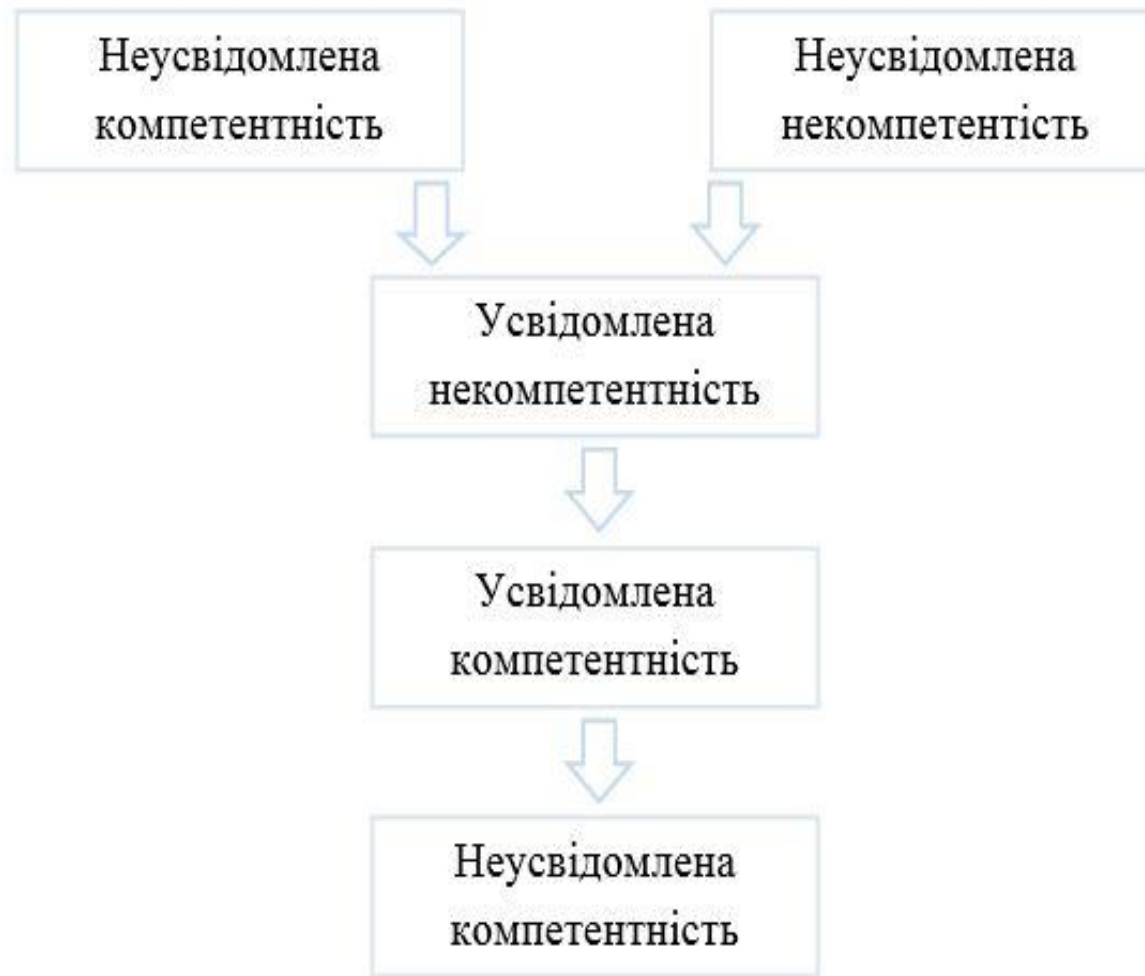 Неусвідомлена
компетентність
Неусвідомлена
некомпетентість
Усвідомлена
некомпетентність
Усвідомлена
компетентність
Неусвідомлена
компетентність